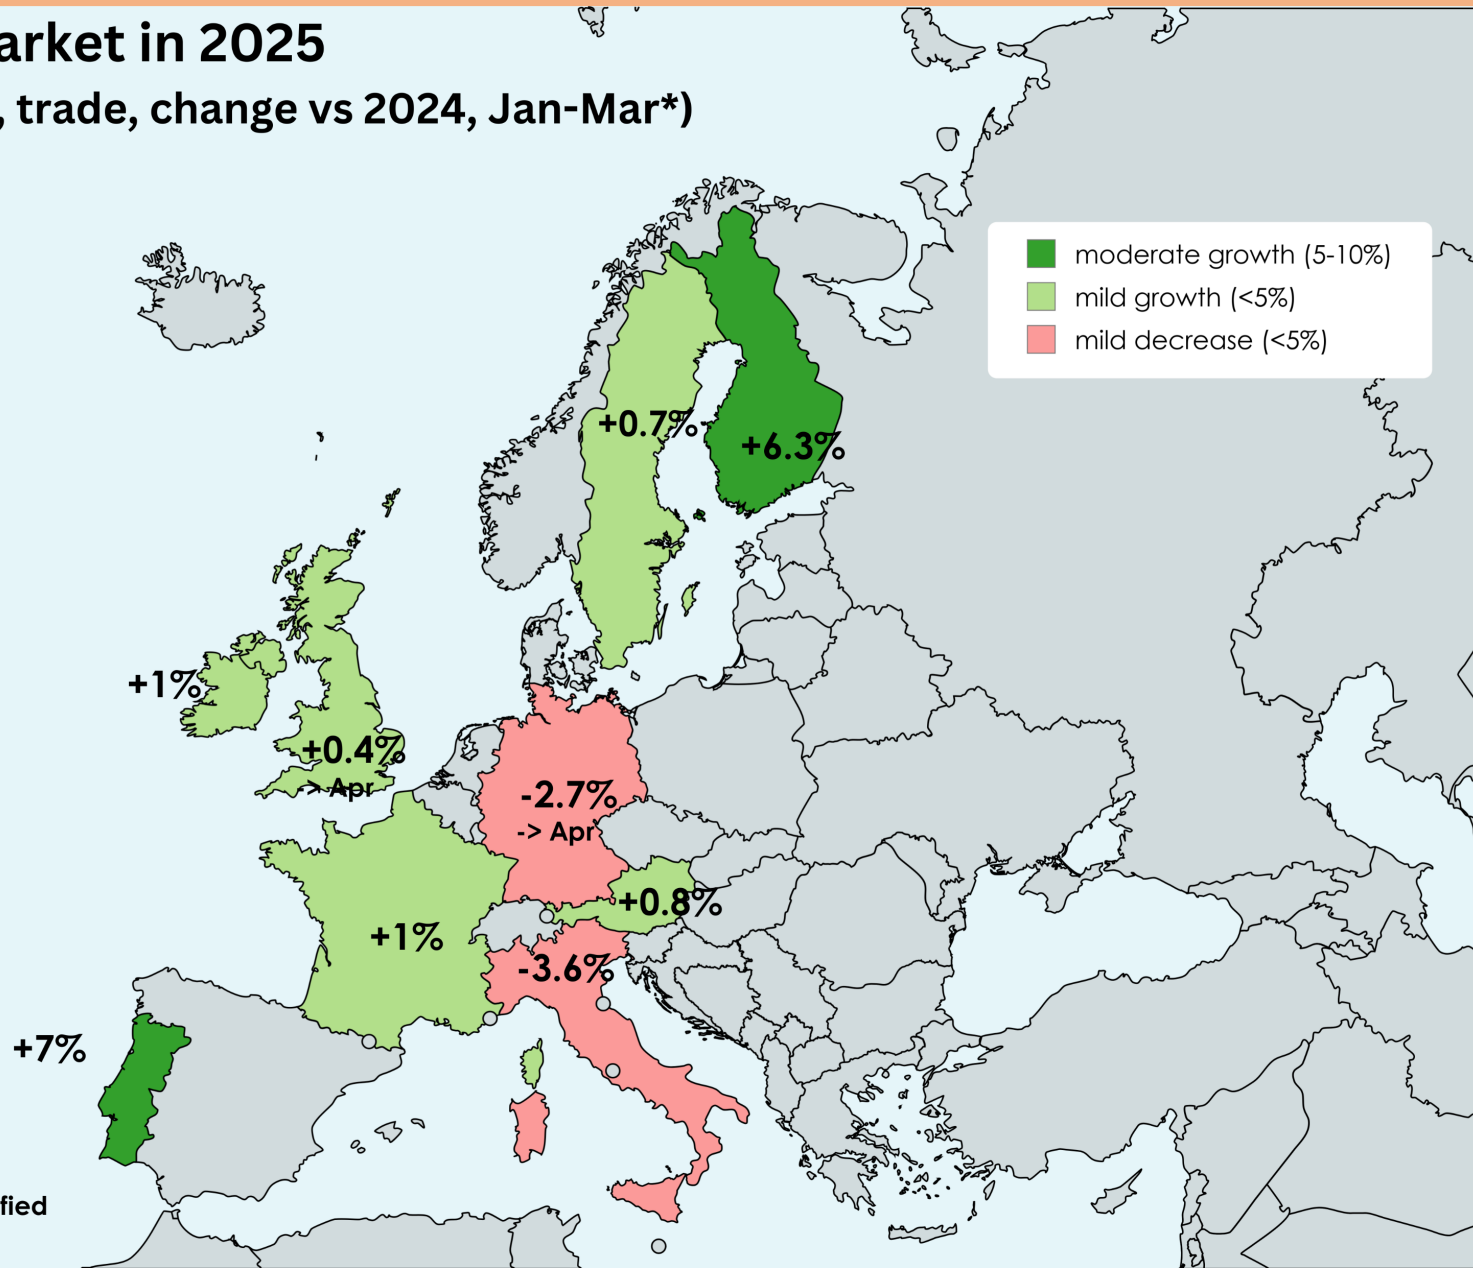 arket in 2025
, trade, change vs 2024, Jan-Mar*)
moderate growth (5-10%)
mild growth (<5%)
mild decrease (<5%)
+0.7%
+6.3%
+1%
+0.4%
-> Apr
-2.7%
-> Apr
+0.8%
+1%
-3.6%
+7%
fied